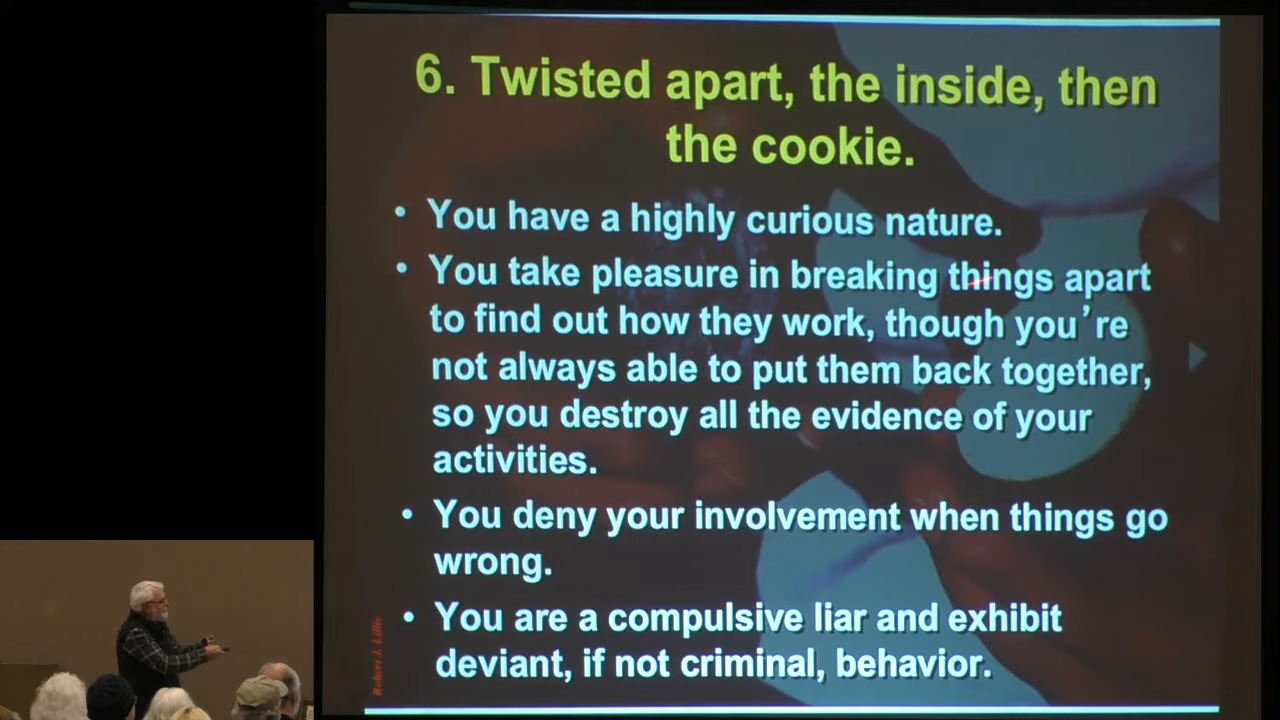 6. Twisted apart, the inside, then
the cookie.
• You have a highly curious nature.
• You take pleasure in breaking things apart
to find out how they work, though you’re
not always able to put them back together,
so you destroy all the evidence of your
activities.
• You deny your involvement when things go
wrong.
• You are a compulsive liar and exhibit
deviant, if not criminal, behavior.
Robert J. Lillie